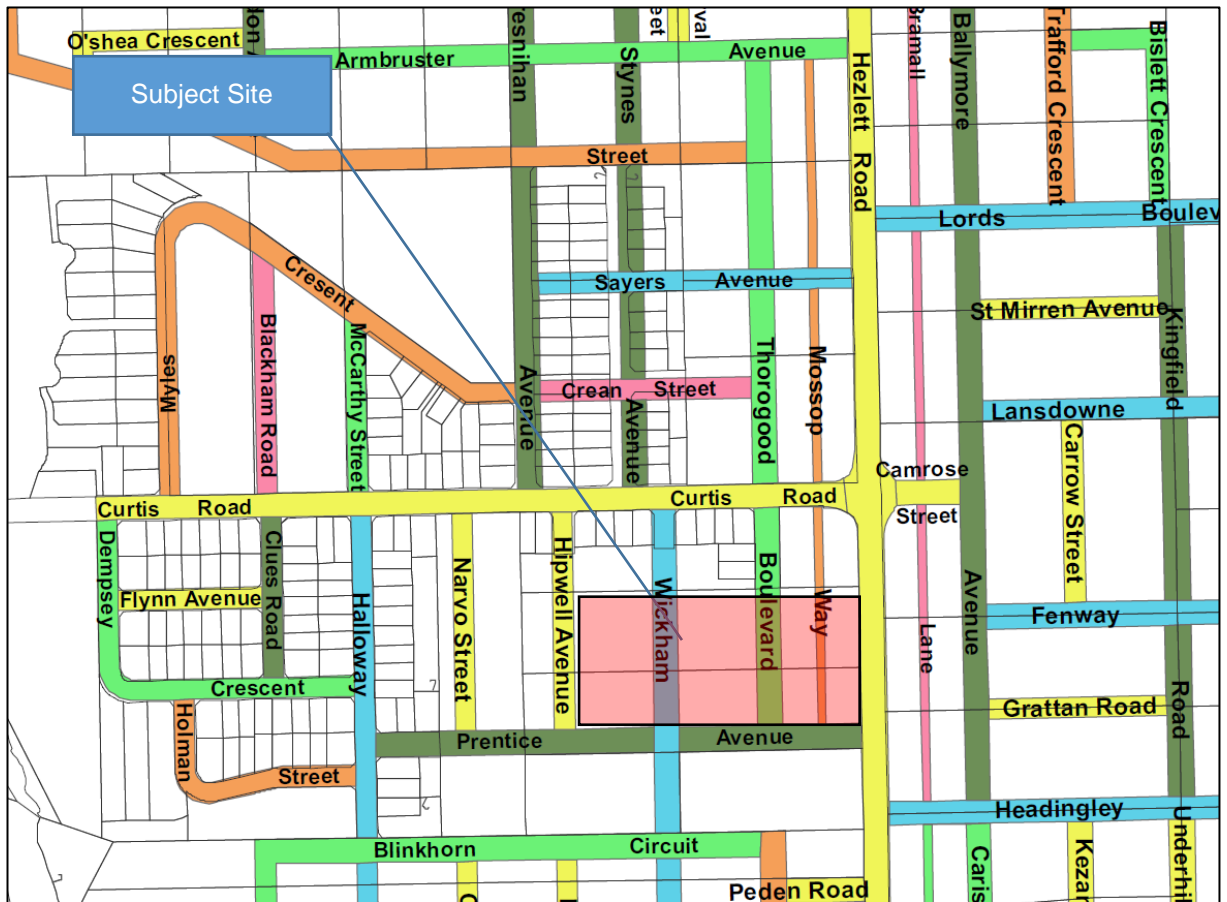 O'shea Crescent
Armbruster
Avenue
Subject Site
Street
Stynes
Hezlett Road
Bramall
Ballymore
Trafford Crescent
Bislett Crescent
Lords
Sayers Avenue
St Mirren Avenue
Kingfield
Cresent
Myles
Blackham Road
McCarthy Street
Avenue
Crean Street
Avenue
Thorogood
Mossop
Lansdowne
Carrow Street
Camrose
Street
Curtis Road
Curtis Road
Dempsey
Flynn Avenue
Clues Road
Halloway
Narvo Street
Hipwell Avenue
Wickham
Boulevard
Way
Lane
Avenue
Fenway
Crescent
Grattan Road
Road
Holman
Street
Prentice Avenue
Headingley
Blinkhorn Circuit
Peden Road